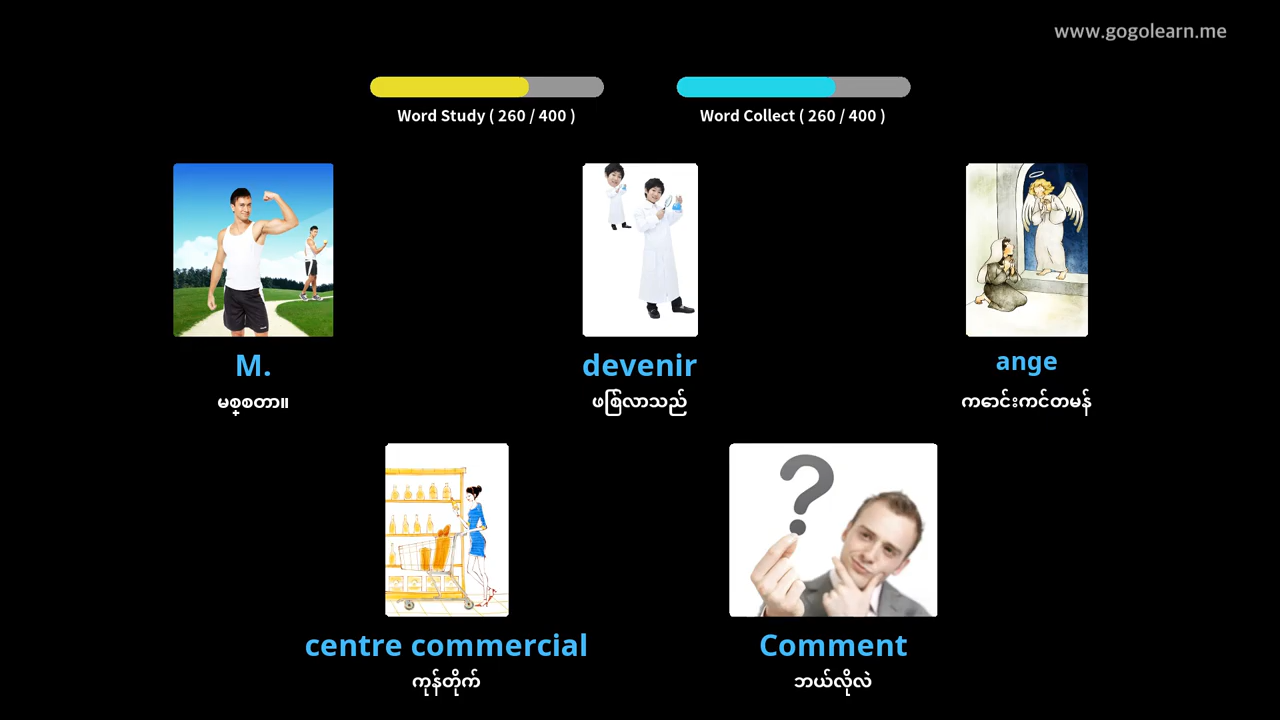 www.gogolearn.me
Word Study ( 260 / 400 )
Word Collect ( 260 / 400 )
M.
devenir
ange
မစ္စတာ။
ဖြစ်လာသည်
ကောင်းကင်တမန်
centre commercial
Comment
ကုန်တိုက်
ဘယ်လိုလဲ